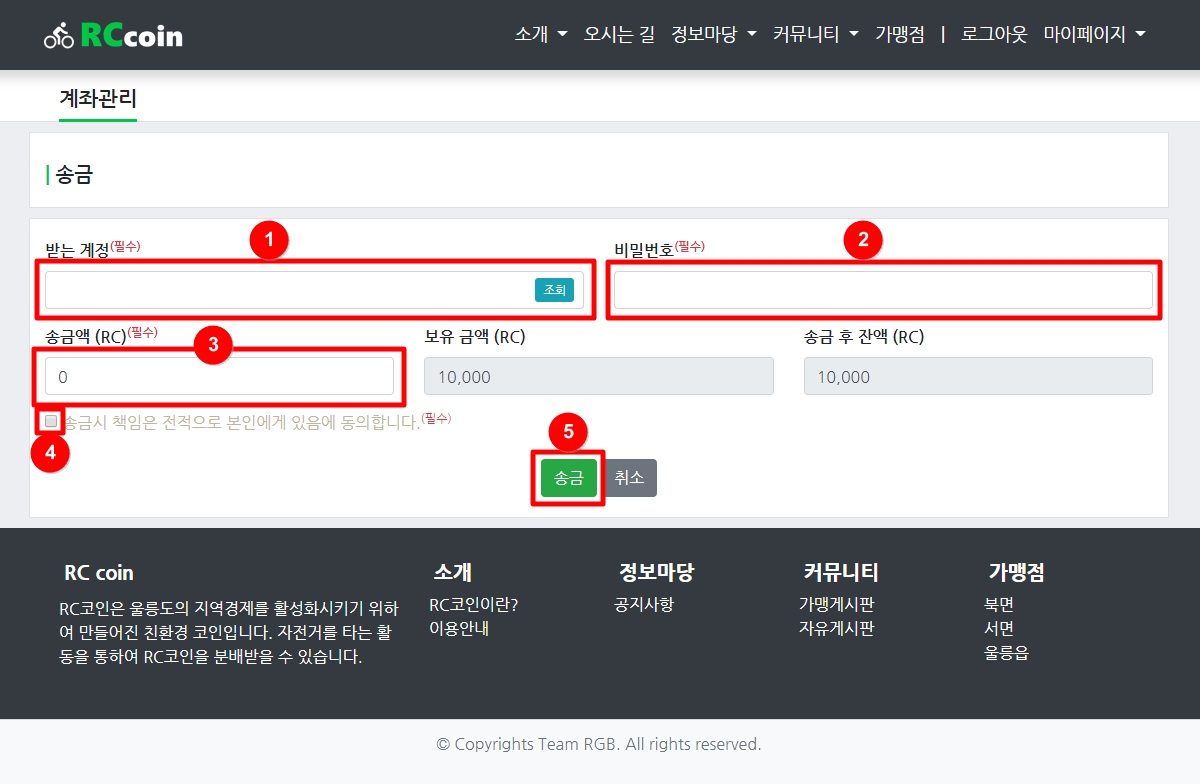 RCcoin
소개 오시는 길 정보마당 커뮤니티 가맹점 | 로그아웃 마이페이지
계좌관리
송금
1 2
받는 계정(필수) 비밀번호(필수)
조회
송금액 (RC)(필수) 3 보유 금액 (RC) 송금 후 잔액 (RC)
0 10,000 10,000
송금시 책임은 전적으로 본인에게 있음에 동의합니다.(필수)
4 5
송금 취소
RC coin 소개 정보마당 커뮤니티 가맹점
RC코인은 울릉도의 지역경제를 활성화시키기 위하 RC코인이란? 공지사항 가맹게시판 북면
여 만들어진 친환경 코인입니다. 자전거를 타는 활 이용안내 자유게시판 서면
동을 통하여 RC코인을 분배받을 수 있습니다. 울릉읍
© Copyrights Team RGB. All rights reserved.